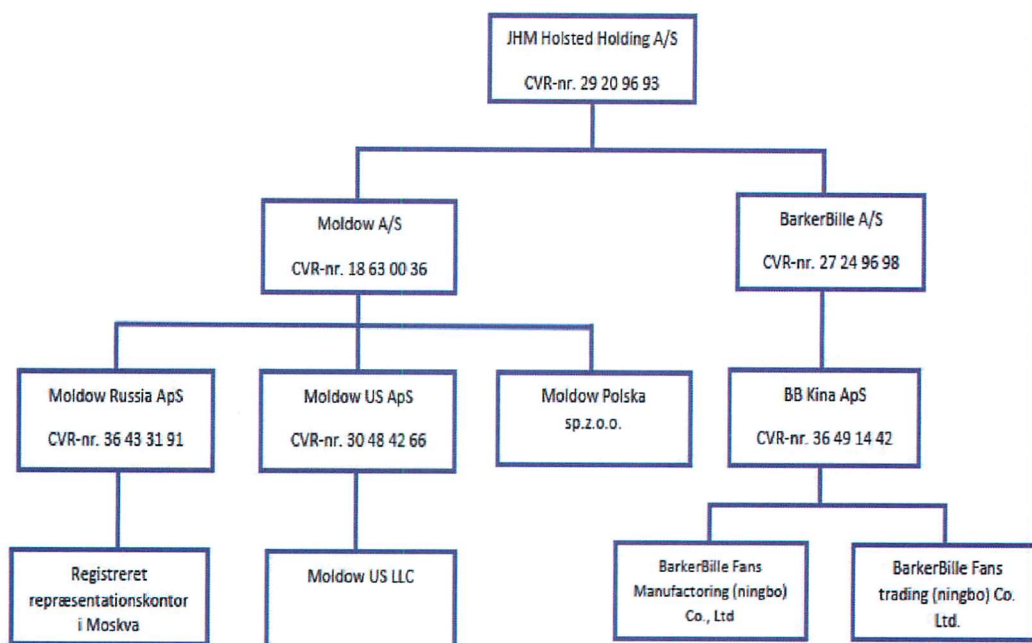 JHM Holsted Holding A/S
CVR-nr. 29 20 96 93
Moldow A/S
CVR-nr. 18 63 00 36
BarkerBille A/S
CVR-nr. 27 24 96 98
Moldow Russia ApS
CVR-nr. 36 43 31 91
Moldow US ApS
CVR-nr. 30 48 42 66
Moldow Polska
sp.z.o.o.
BB Kina ApS
CVR-nr. 36 49 14 42
Registreret
repræsentationskontor
i Moskva
Moldow US LLC
BarkerBille Fans
Manufactoring (ningbo)
Co., Ltd
BarkerBille Fans
trading (ningbo) Co.
Ltd.